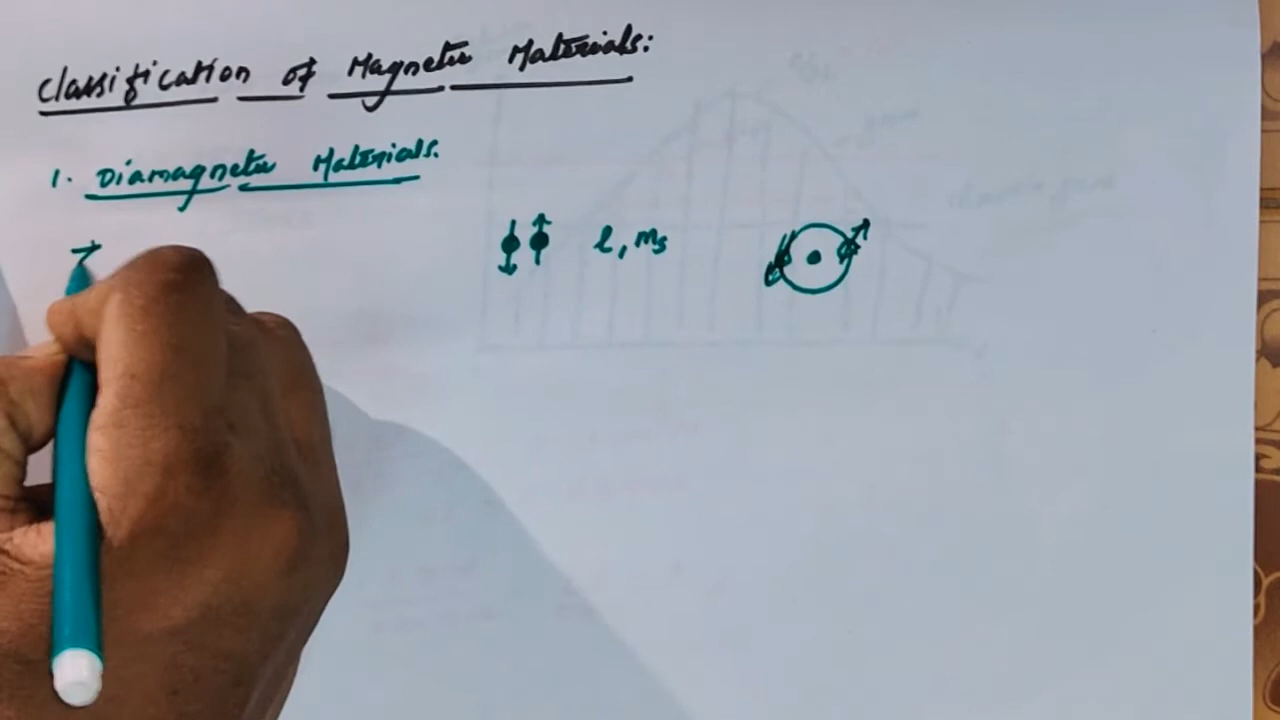 Classification of Magnetic Materials:
1. Diamagnetic Materials.
l, ms